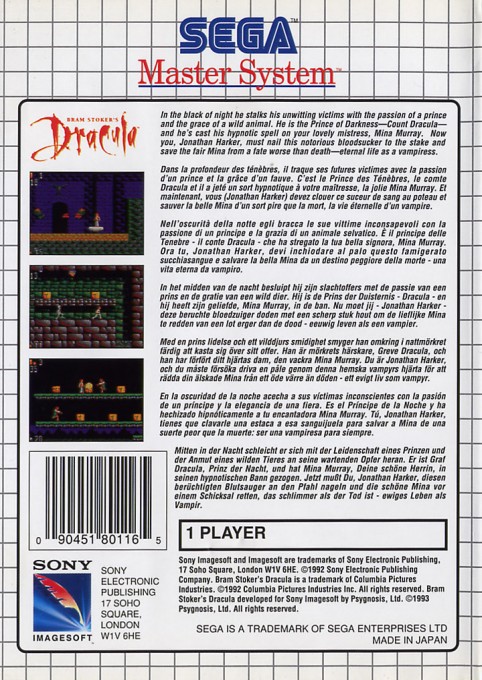 SEGA™
Master System™
BRAM STOKER'S
Dracula
In the black of night he stalks his unwitting victims with the passion of a prince
and the grace of a wild animal. He is the Prince of Darkness—Count Dracula—
and he's cast his hypnotic spell on your lovely mistress, Mina Murray. Now
you, Jonathan Harker, must nail this notorious bloodsucker to the stake and
save the fair Mina from a fate worse than death—eternal life as a vampiress.
Dans la profondeur des ténèbres, il traque ses futures victimes avec la passion
d'un prince et la grâce d'un fauve. C'est le Prince des Ténèbres, le comte
Dracula et il a jeté un sort hypnotique à votre maîtresse, la jolie Mina Murray. Et
maintenant, vous (Jonathan Harker) devez clouer ce suceur de sang au poteau et
sauver la belle Mina d'un sort pire que la mort, la vie éternelle d'un vampire.
Nell'oscurità della notte egli bracca le sue vittime inconsapevoli con la
passione di un principe e la grazia di un animale selvatico. È il principe delle
Tenebre - il conte Dracula - che ha stregato la tua bella signora, Mina Murray.
Ora tu, Jonathan Harker, devi inchiodare al palo questo famigerato
succhiasangue e salvare la bella Mina da un destino peggiore della morte - una
vita eterna da vampiro.
In het midden van de nacht besluigt hij zijn slachtoffers met de passie van een
prins en de gratie van een wild dier. Hij is de Prins der Duisternis - Dracula - en
hij heeft zijn geliefde, Mina Murray, in zijn ban. Nu moet jij - Jonathan Harker -
deze beruchte bloedzuiger doden met een scherp stuk hout om de lieflijke Mina
te redden van een lot erger dan de dood - eeuwig leven als een vampier.
Med en prins lidelse och ett vilddjurs smidighet smyger han omkring i nattmörkret
färdig att kasta sig över sitt offer. Han är mörkrets härskare, Greve Dracula, och
han har förfört ditt hjärtas dam, den vackra Mina Murray. Du är Jonathan Harker,
och du måste försöka driva en påle genom denna hemska vampyrs hjärta för att
rädda din älskade Mina från ett öde värre än döden - ett evigt liv som vampyr.
En la oscuridad de la noche acecha a sus víctimas inconscientes con la pasión
de un príncipe y la elegancia de una fiera. Es el Príncipe de la Noche y ha
hechizado hipnóticamente a tu encantadora Mina Murray. Tú, Jonathan Harker,
tienes que clavarle una estaca a esa sanguijuela para salvar a Mina de una
suerte peor que la muerte: ser una vampiresa para siempre.
Mitten in der Nacht schleicht er sich mit der Leidenschaft eines Prinzen und
der Anmut eines wilden Tieres an seine wartenden Opfer heran. Er ist Graf
Dracula, Prinz der Nacht, und hat Mina Murray, Deine schöne Herrin, in
seinen hypnotischen Bann gezogen. Jetzt mußt Du, Jonathan Harker, diesen
berüchtigten Blutsauger an den Pfahl nageln und die schöne Mina vor
einem Schicksal retten, das schlimmer als der Tod ist - ewiges Leben als
Vampir.
0 90451 80116 5
1 PLAYER
SONY
IMAGESOFT™
SONY
ELECTRONIC
PUBLISHING
17 SOHO
SQUARE,
LONDON
W1V 6HE
Sony Imagesoft and Imagesoft are trademarks of Sony Electronic Publishing,
17 Soho Square, London W1V 6HE. ©1992 Sony Electronic Publishing
Company. Bram Stoker's Dracula is a trademark of Columbia Pictures
Industries. ©1992 Columbia Pictures Industries Inc. All rights reserved. Bram
Stoker's Dracula developed for Sony Imagesoft by Psygnosis, Ltd. ©1993
Psygnosis, Ltd. All rights reserved.
SEGA IS A TRADEMARK OF SEGA ENTERPRISES LTD
MADE IN JAPAN